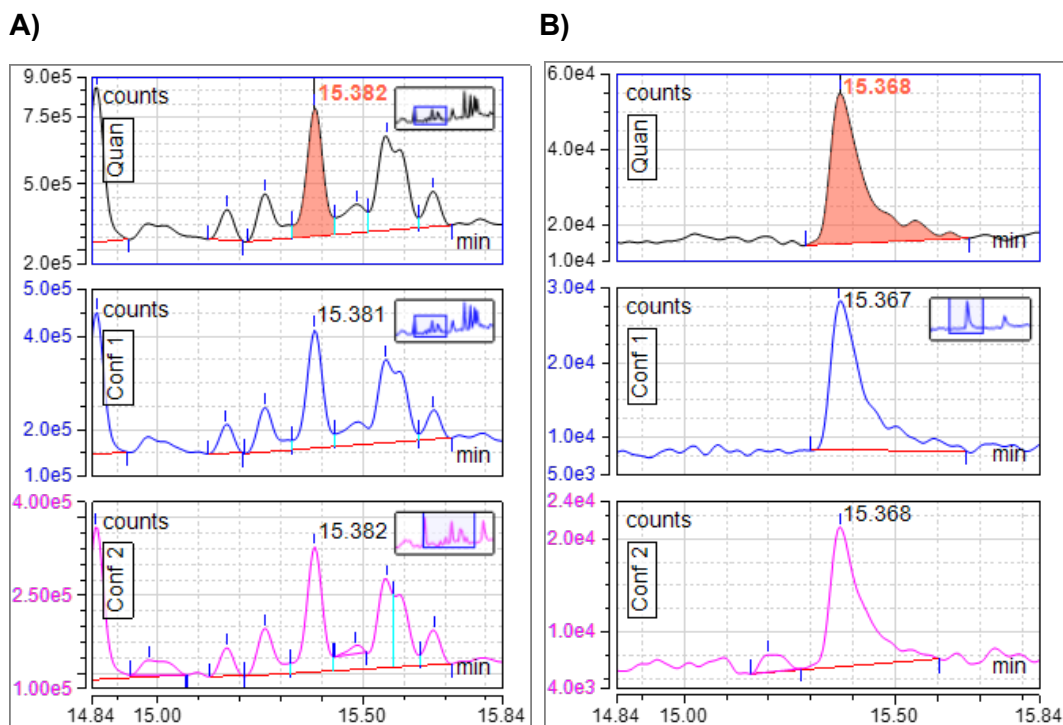 A)
B)
9.0e5
counts
15.382
7.5e5
Quan
5.0e5
min
2.0e5
5.0e5
counts
15.381
4.0e5
Conf 1
2.0e5
min
1.0e5
4.00e5
counts
15.382
Conf 2
2.50e5
min
1.00e5
14.84 15.00 15.50 15.84
6.0e4
counts
15.368
Quan
4.0e4
2.0e4
min
1.0e4
3.0e4
counts
15.367
Conf 1
2.0e4
1.0e4
min
5.0e3
2.4e4
counts
15.368
2.0e4
Conf 2
1.0e4
min
4.0e3
14.84 15.00 15.50 15.84